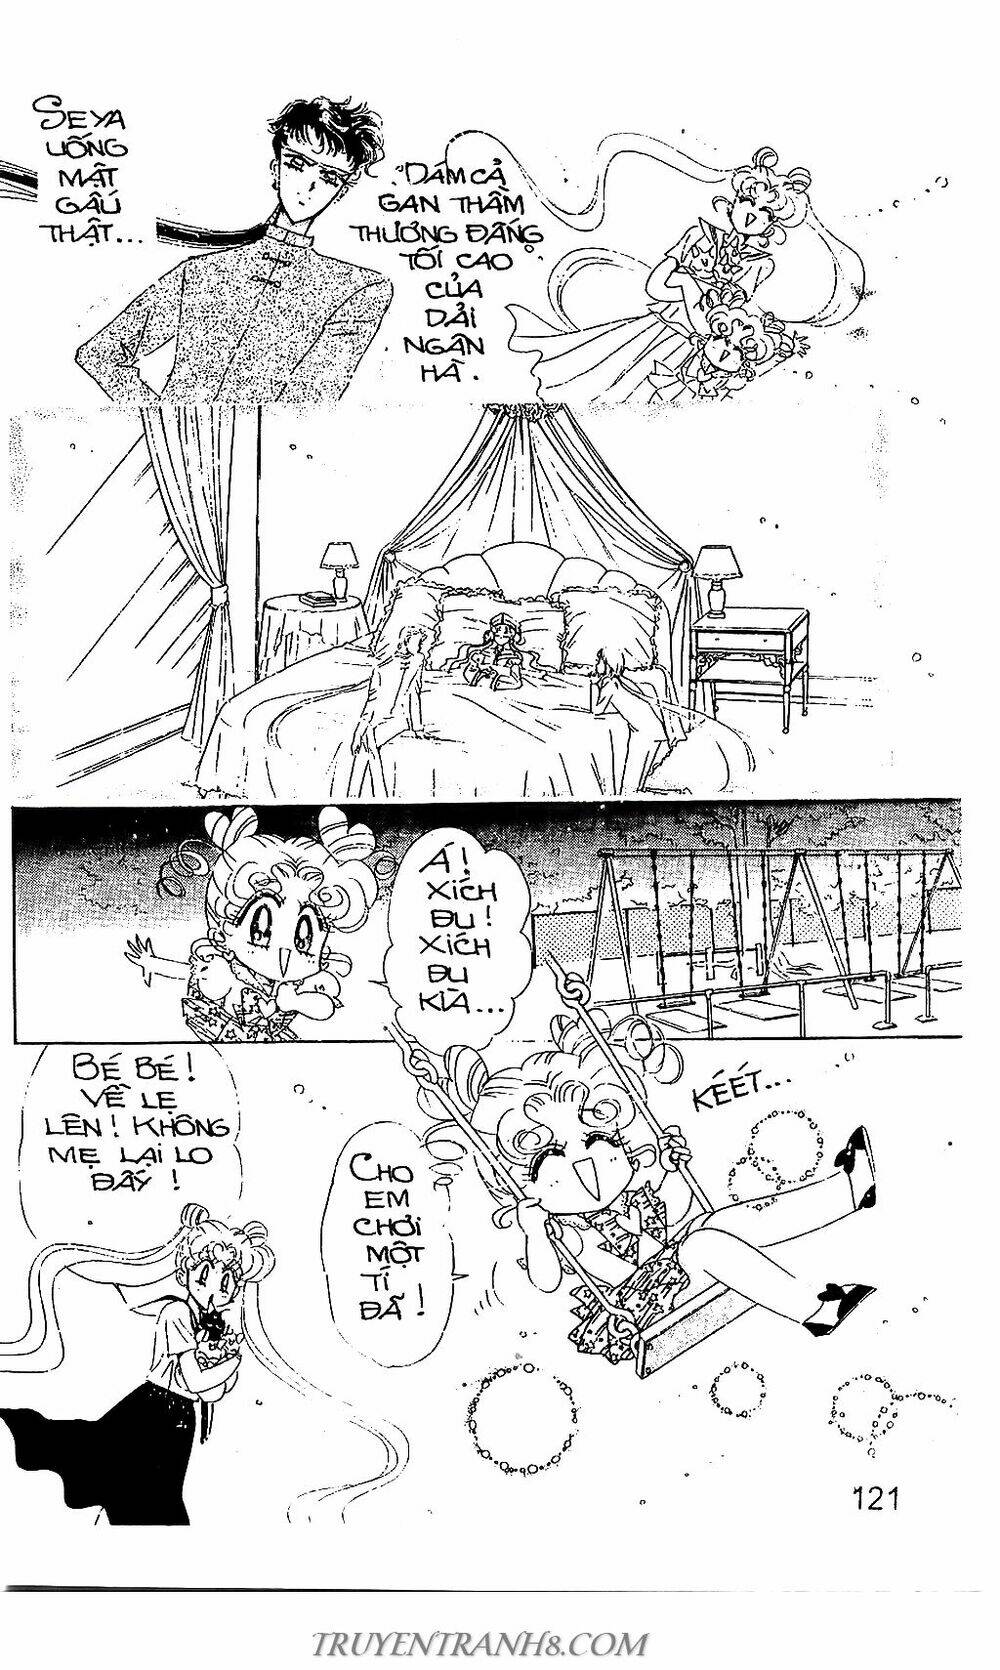 SEYA
UỐNG
MẬT
GẤU
THẬT...
DÁM CẢ
GAN THẦM
THƯƠNG ĐẤNG
TỐI CAO
CỦA
DẢI
NGÂN
HÀ.
Á!
XÍCH
ĐU!
XÍCH
ĐU
KÌA...
BÉ BÉ!
VỀ LẸ
LÊN! KHÔNG
MẸ LẠI LO
ĐẤY!
CHO
EM
CHƠI
MỘT
TÍ
ĐÃ!
KÉÉT...
121
TRUYENTRANH8.COM